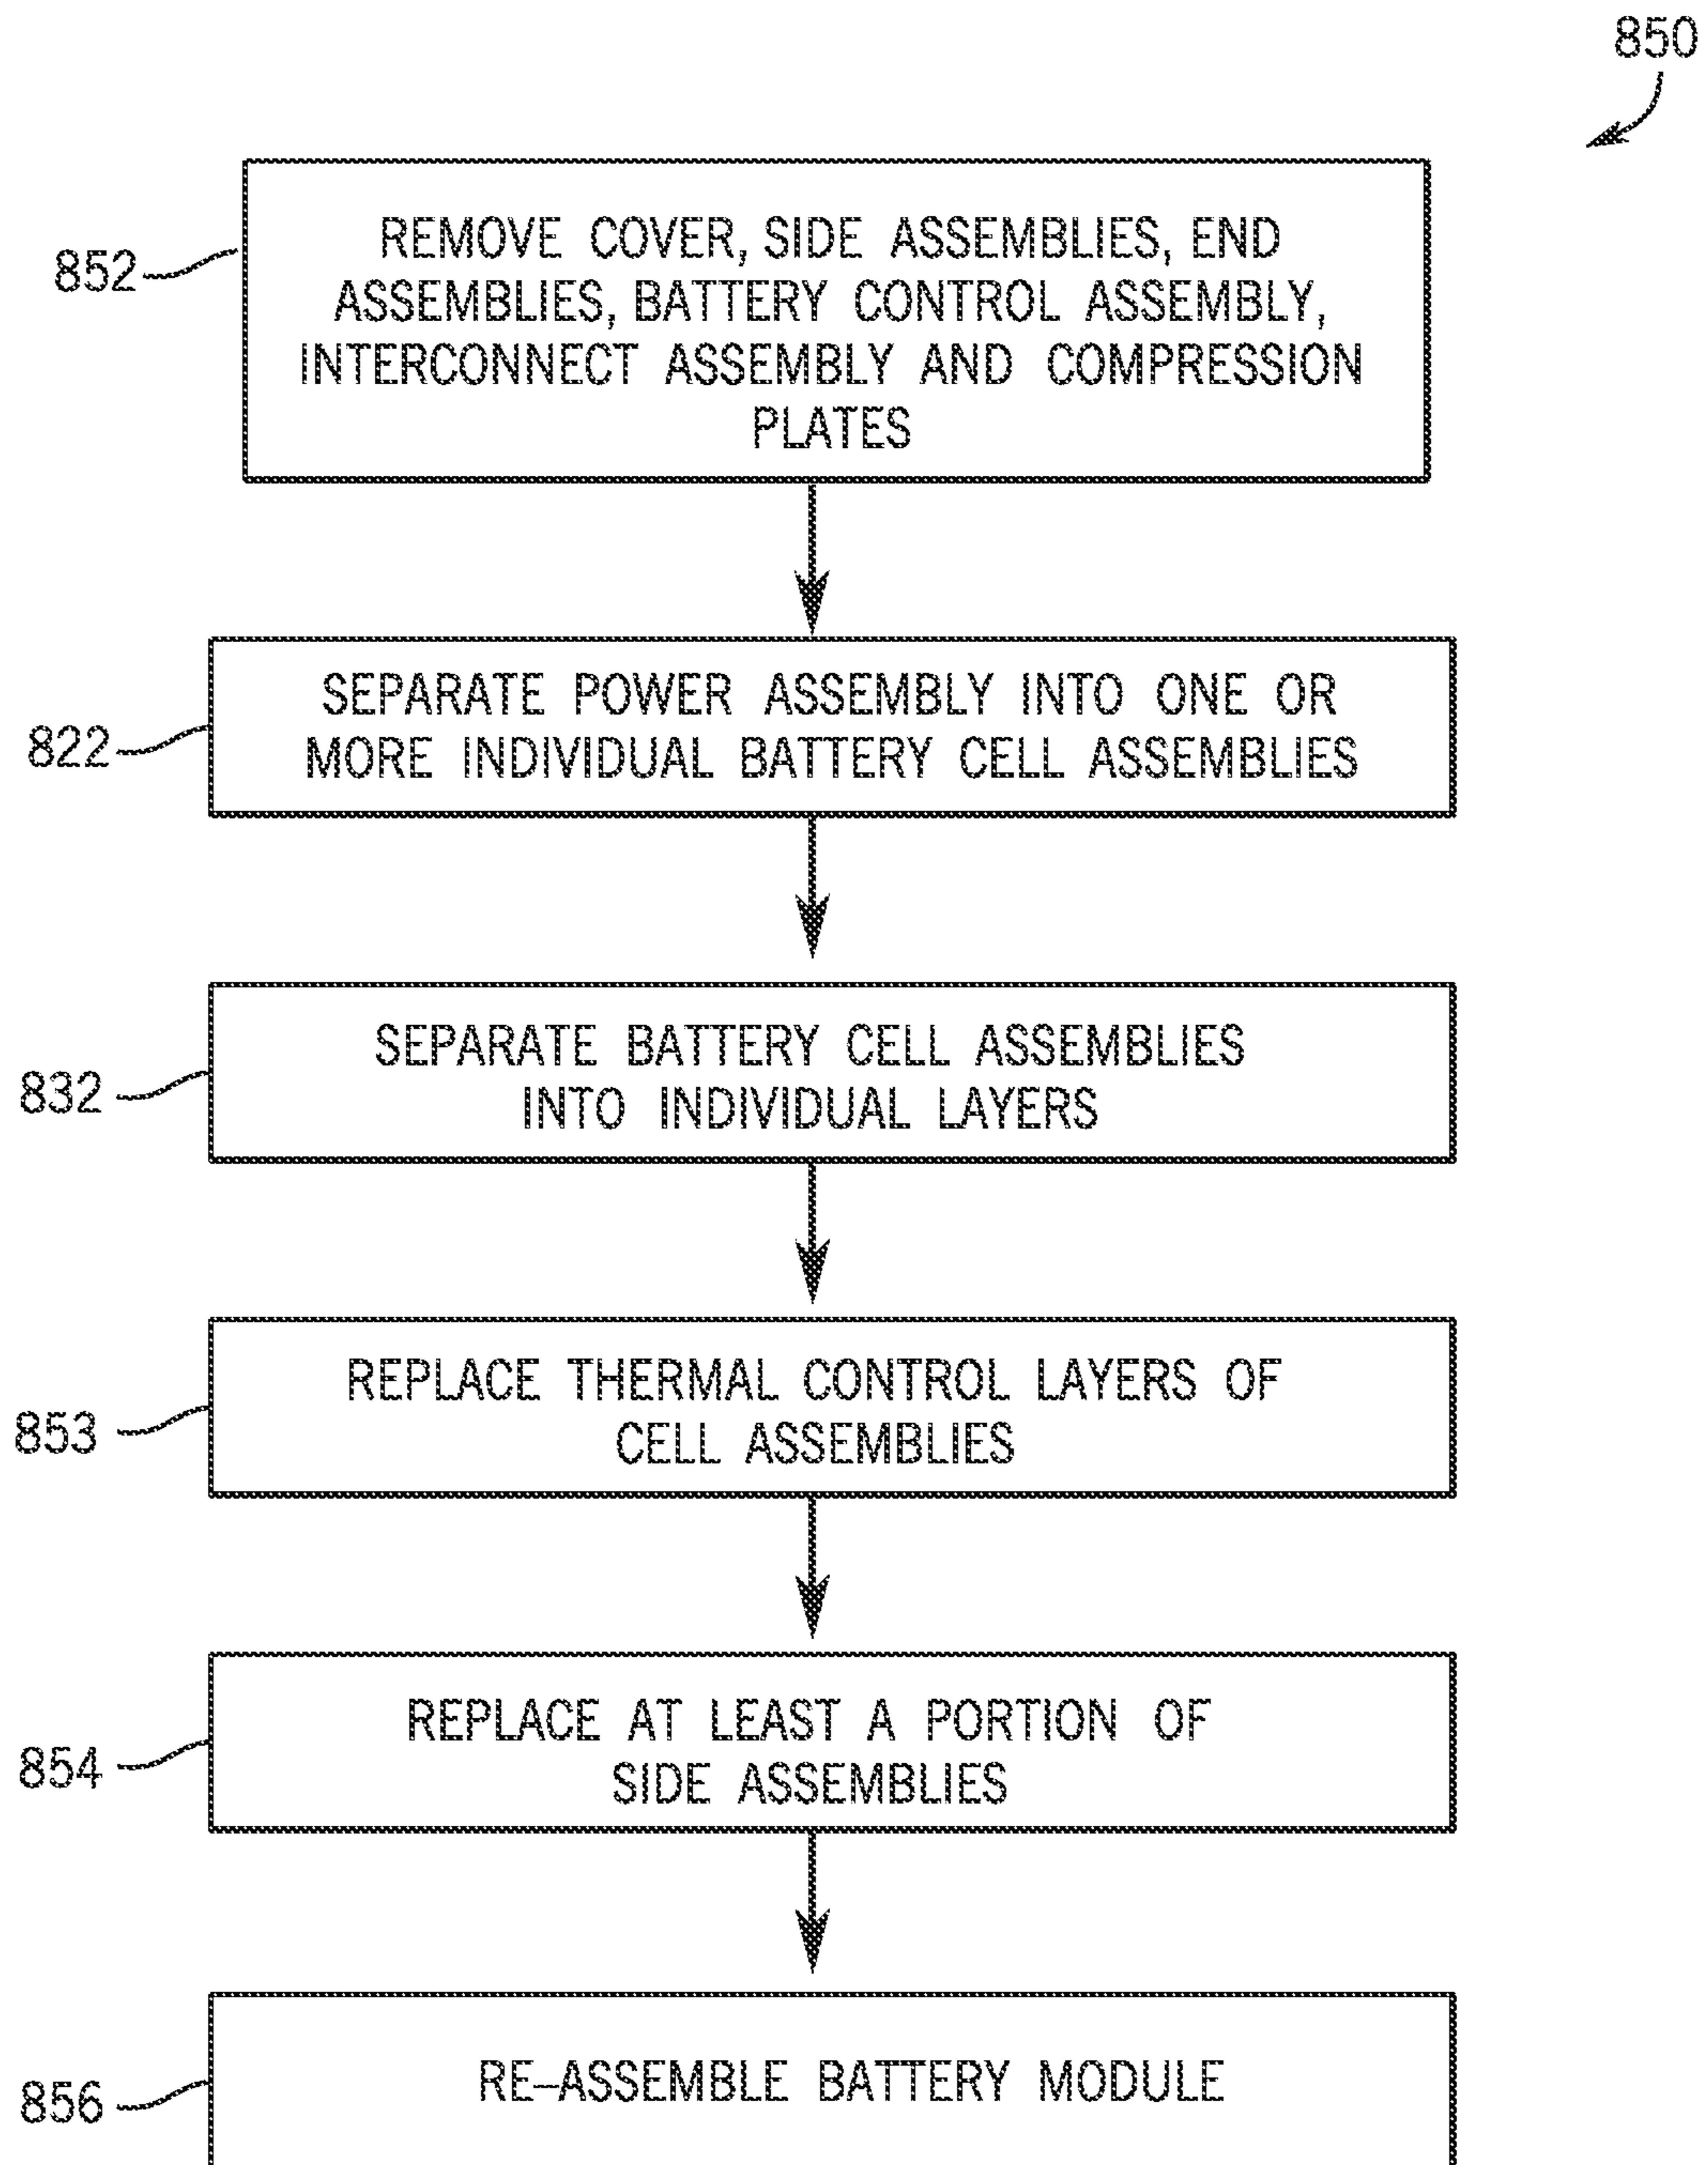 850
852
REMOVE COVER, SIDE ASSEMBLIES, END
ASSEMBLIES, BATTERY CONTROL ASSEMBLY,
INTERCONNECT ASSEMBLY AND COMPRESSION
PLATES
822
SEPARATE POWER ASSEMBLY INTO ONE OR
MORE INDIVIDUAL BATTERY CELL ASSEMBLIES
832
SEPARATE BATTERY CELL ASSEMBLIES
INTO INDIVIDUAL LAYERS
853
REPLACE THERMAL CONTROL LAYERS OF
CELL ASSEMBLIES
854
REPLACE AT LEAST A PORTION OF
SIDE ASSEMBLIES
856
RE–ASSEMBLE BATTERY MODULE